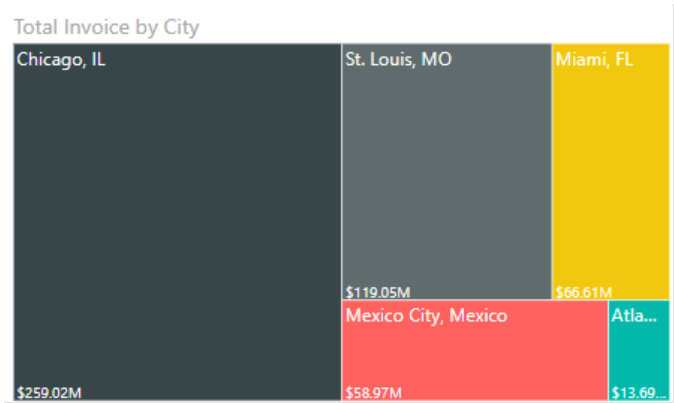 Total Invoice by City
Chicago, IL
$259.02M
St. Louis, MO
$119.05M
Miami, FL
$66.61M
Mexico City, Mexico
$58.97M
Atla...
$13.69...